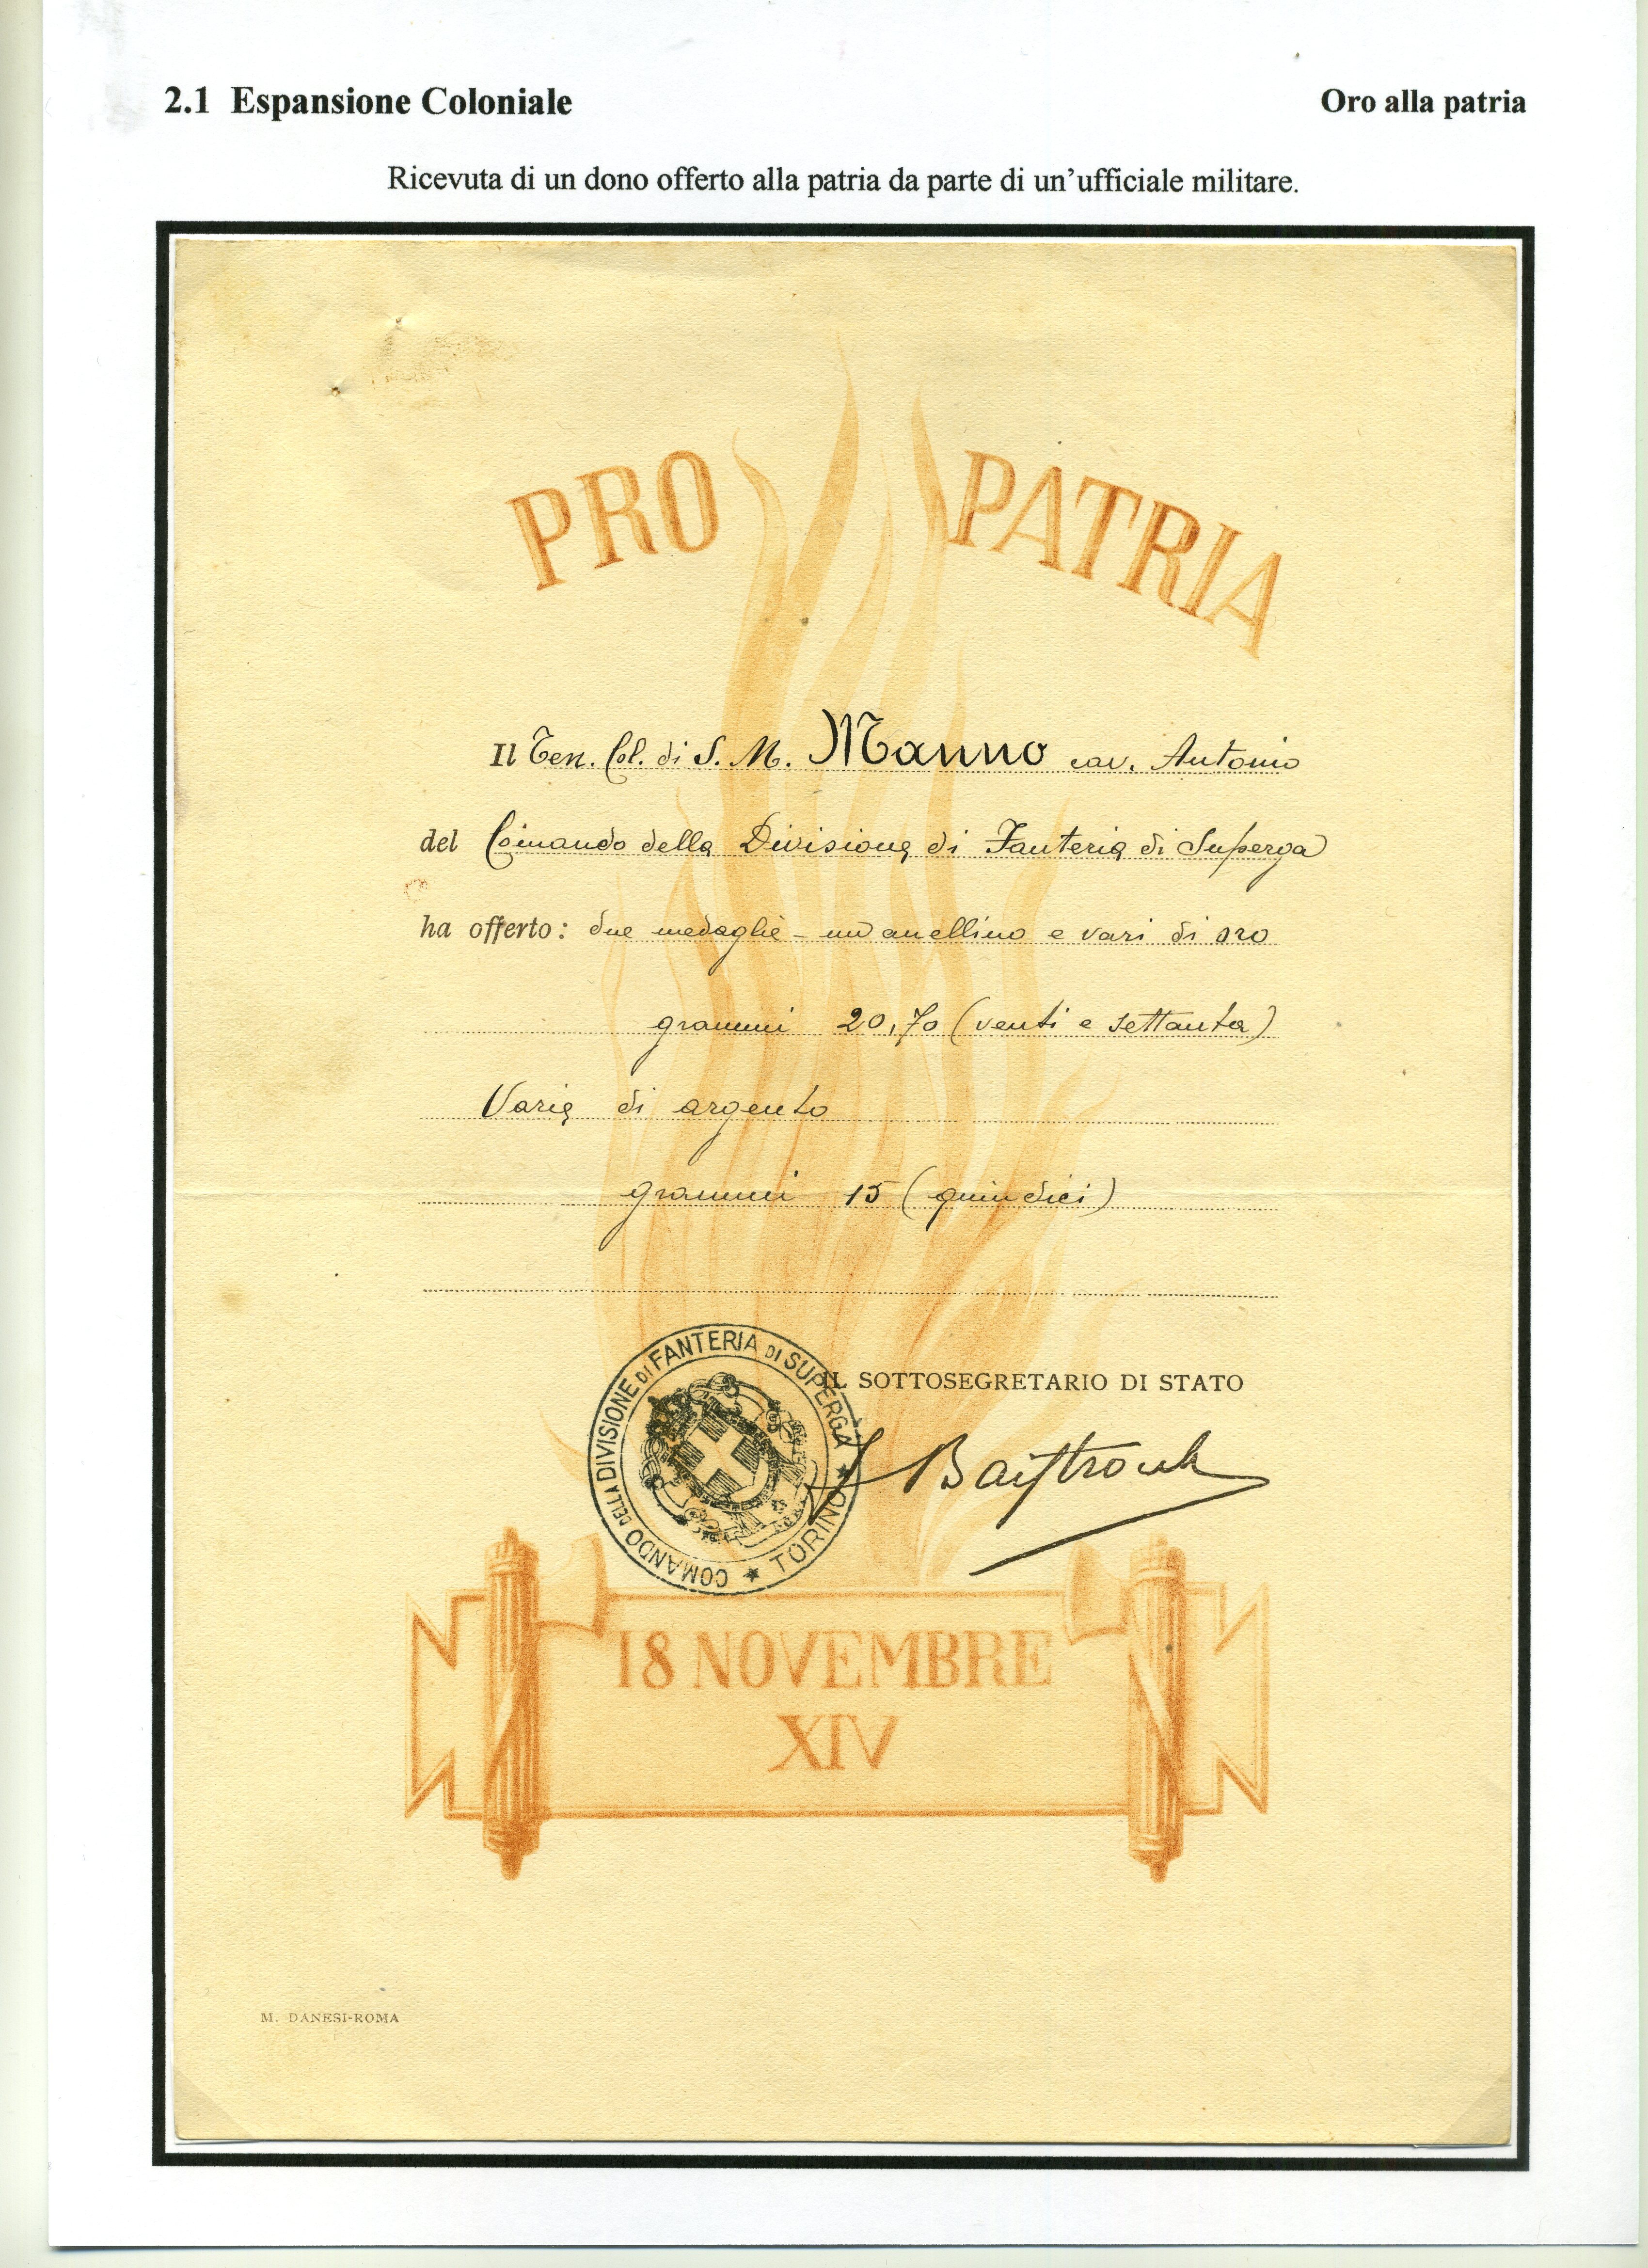 2.1 Espansione Coloniale
Oro alla patria
Ricevuta di un dono offerto alla patria da parte di un'ufficiale militare.
PRO PATRIA
Il Ten. Col. di S. M. Manno cav. Antonio
del Comando della Divisione di Fanteria di Superga
ha offerto: due medaglie - un anellino e vari di oro
grammi 20,70 (venti e settanta)
Varie di argento
grammi 15 (quindici)
COMANDO DELLA DIVISIONE DI FANTERIA DI SUPERGA ★ TORINO ★
IL SOTTOSEGRETARIO DI STATO
Baistrocchi
18 NOVEMBRE
XIV
M. DANESI-ROMA